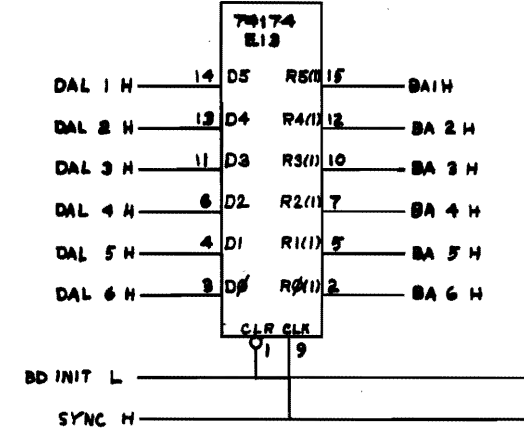 74174
E13
DAL 1 H 14 D5 R5(1) 15 BA 1 H
DAL 2 H 13 D4 R4(1) 12 BA 2 H
DAL 3 H 11 D3 R3(1) 10 BA 3 H
DAL 4 H 6 D2 R2(1) 7 BA 4 H
DAL 5 H 4 D1 R1(1) 5 BA 5 H
DAL 6 H 3 DØ RØ(1) 2 BA 6 H
CLR CLK
1 9
BD INIT L
SYNC H